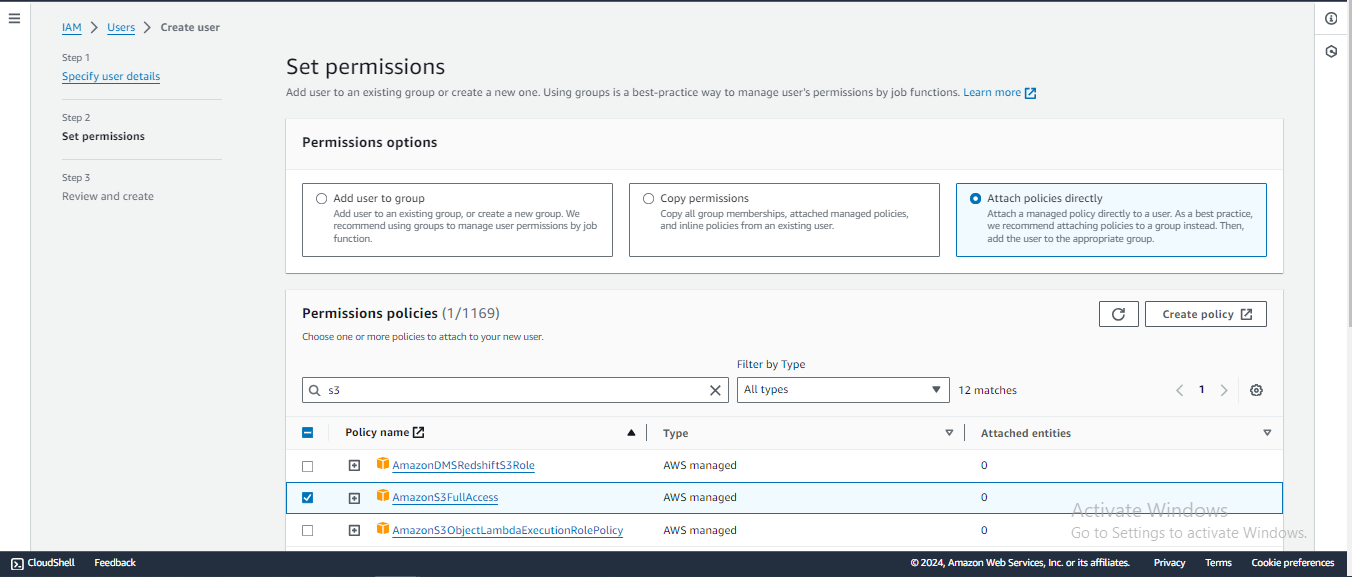 IAM > Users > Create user
Step 1
Specify user details
Step 2
Set permissions
Step 3
Review and create
Set permissions
Add user to an existing group or create a new one. Using groups is a best-practice way to manage user's permissions by job functions. Learn more
Permissions options
Add user to group
Add user to an existing group, or create a new group. We
recommend using groups to manage user permissions by job
function.
Copy permissions
Copy all group memberships, attached managed policies,
and inline policies from an existing user.
Attach policies directly
Attach a managed policy directly to a user. As a best practice,
we recommend attaching policies to a group instead. Then,
add the user to the appropriate group.
Permissions policies (1/1169)
Choose one or more policies to attach to your new user.
Create policy
Filter by Type
s3
All types
12 matches
1
Policy name
Type
Attached entities
AmazonDMSRedshiftS3Role
AWS managed
0
AmazonS3FullAccess
AWS managed
0
AmazonS3ObjectLambdaExecutionRolePolicy
AWS managed
0
Activate Windows
Go to Settings to activate Windows.
CloudShell
Feedback
© 2024, Amazon Web Services, Inc. or its affiliates.
Privacy
Terms
Cookie preferences